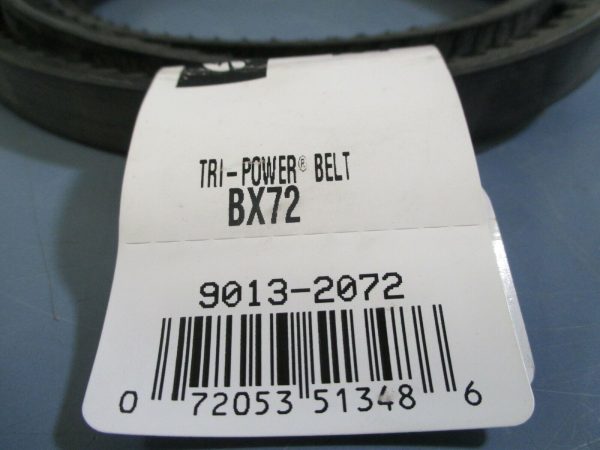 TRI-POWER® BELT
BX72
9013-2072
0 72053 51348 6